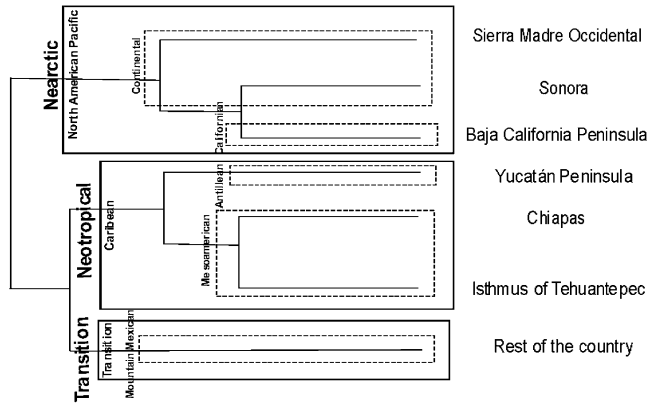 Nearctic
North American Pacific
Continental
Californian
Sierra Madre Occidental
Sonora
Baja California Peninsula
Neotropical
Caribean
Antillean
Mesoamerican
Yucatán Peninsula
Chiapas
Isthmus of Tehuantepec
Transition
Transition
Mountain Mexican
Rest of the country